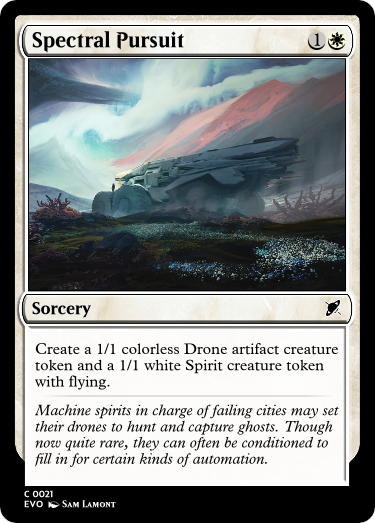 Spectral Pursuit 1
Sorcery
Create a 1/1 colorless Drone artifact creature
token and a 1/1 white Spirit creature token
with flying.
Machine spirits in charge of failing cities may set
their drones to hunt and capture ghosts. Though
now quite rare, they can often be conditioned to
fill in for certain kinds of automation.
C 0021
EVO Sam Lamont